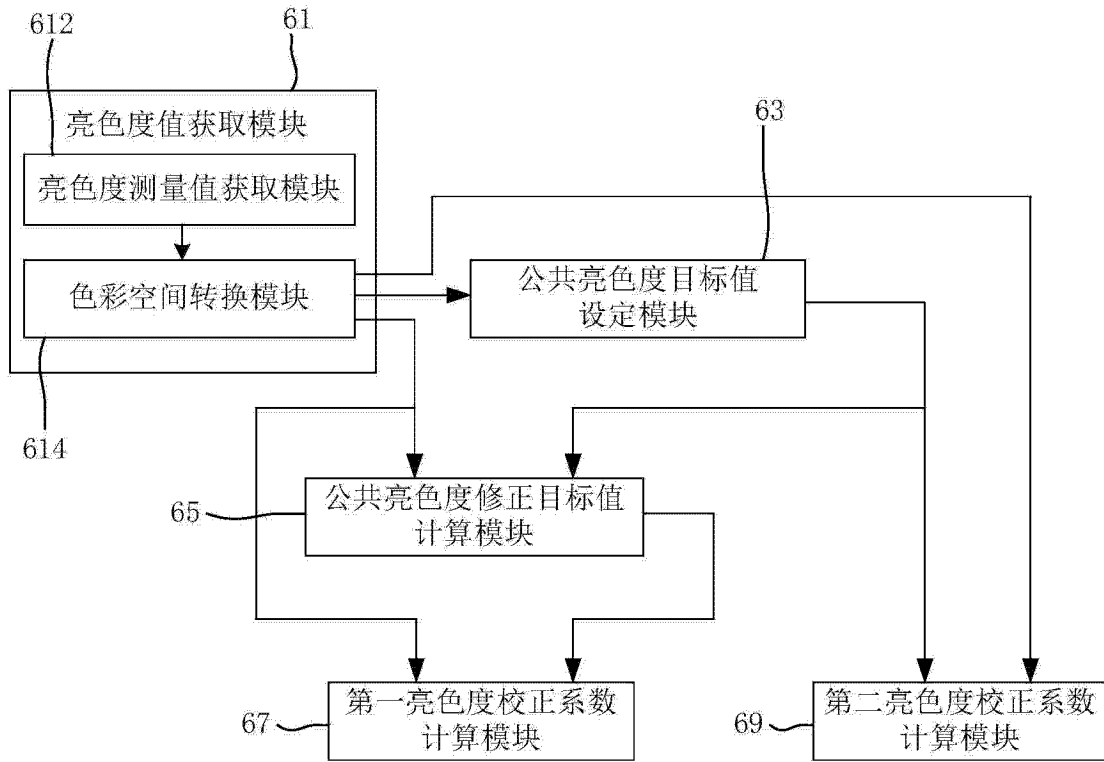 612
61
亮色度值获取模块
63
亮色度测量值获取模块
色彩空间转换模块
公共亮色度目标值
设定模块
614
65
公共亮色度修正目标值
计算模块
67
第一亮色度校正系数
计算模块
69
第二亮色度校正系数
计算模块